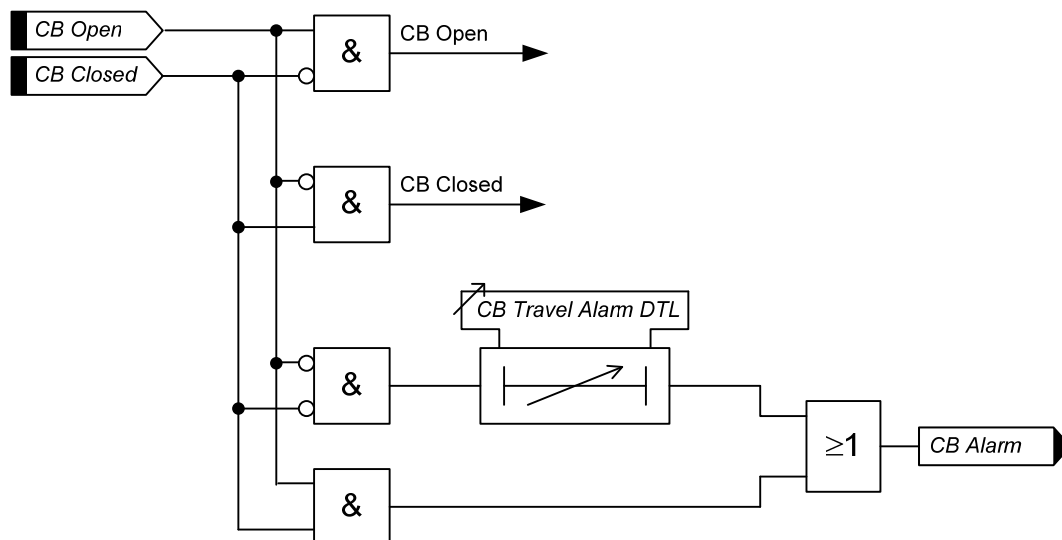 CB Open
CB Open
CB Closed
&
CB Closed
&
CB Travel Alarm DTL
&
≥1
CB Alarm
&